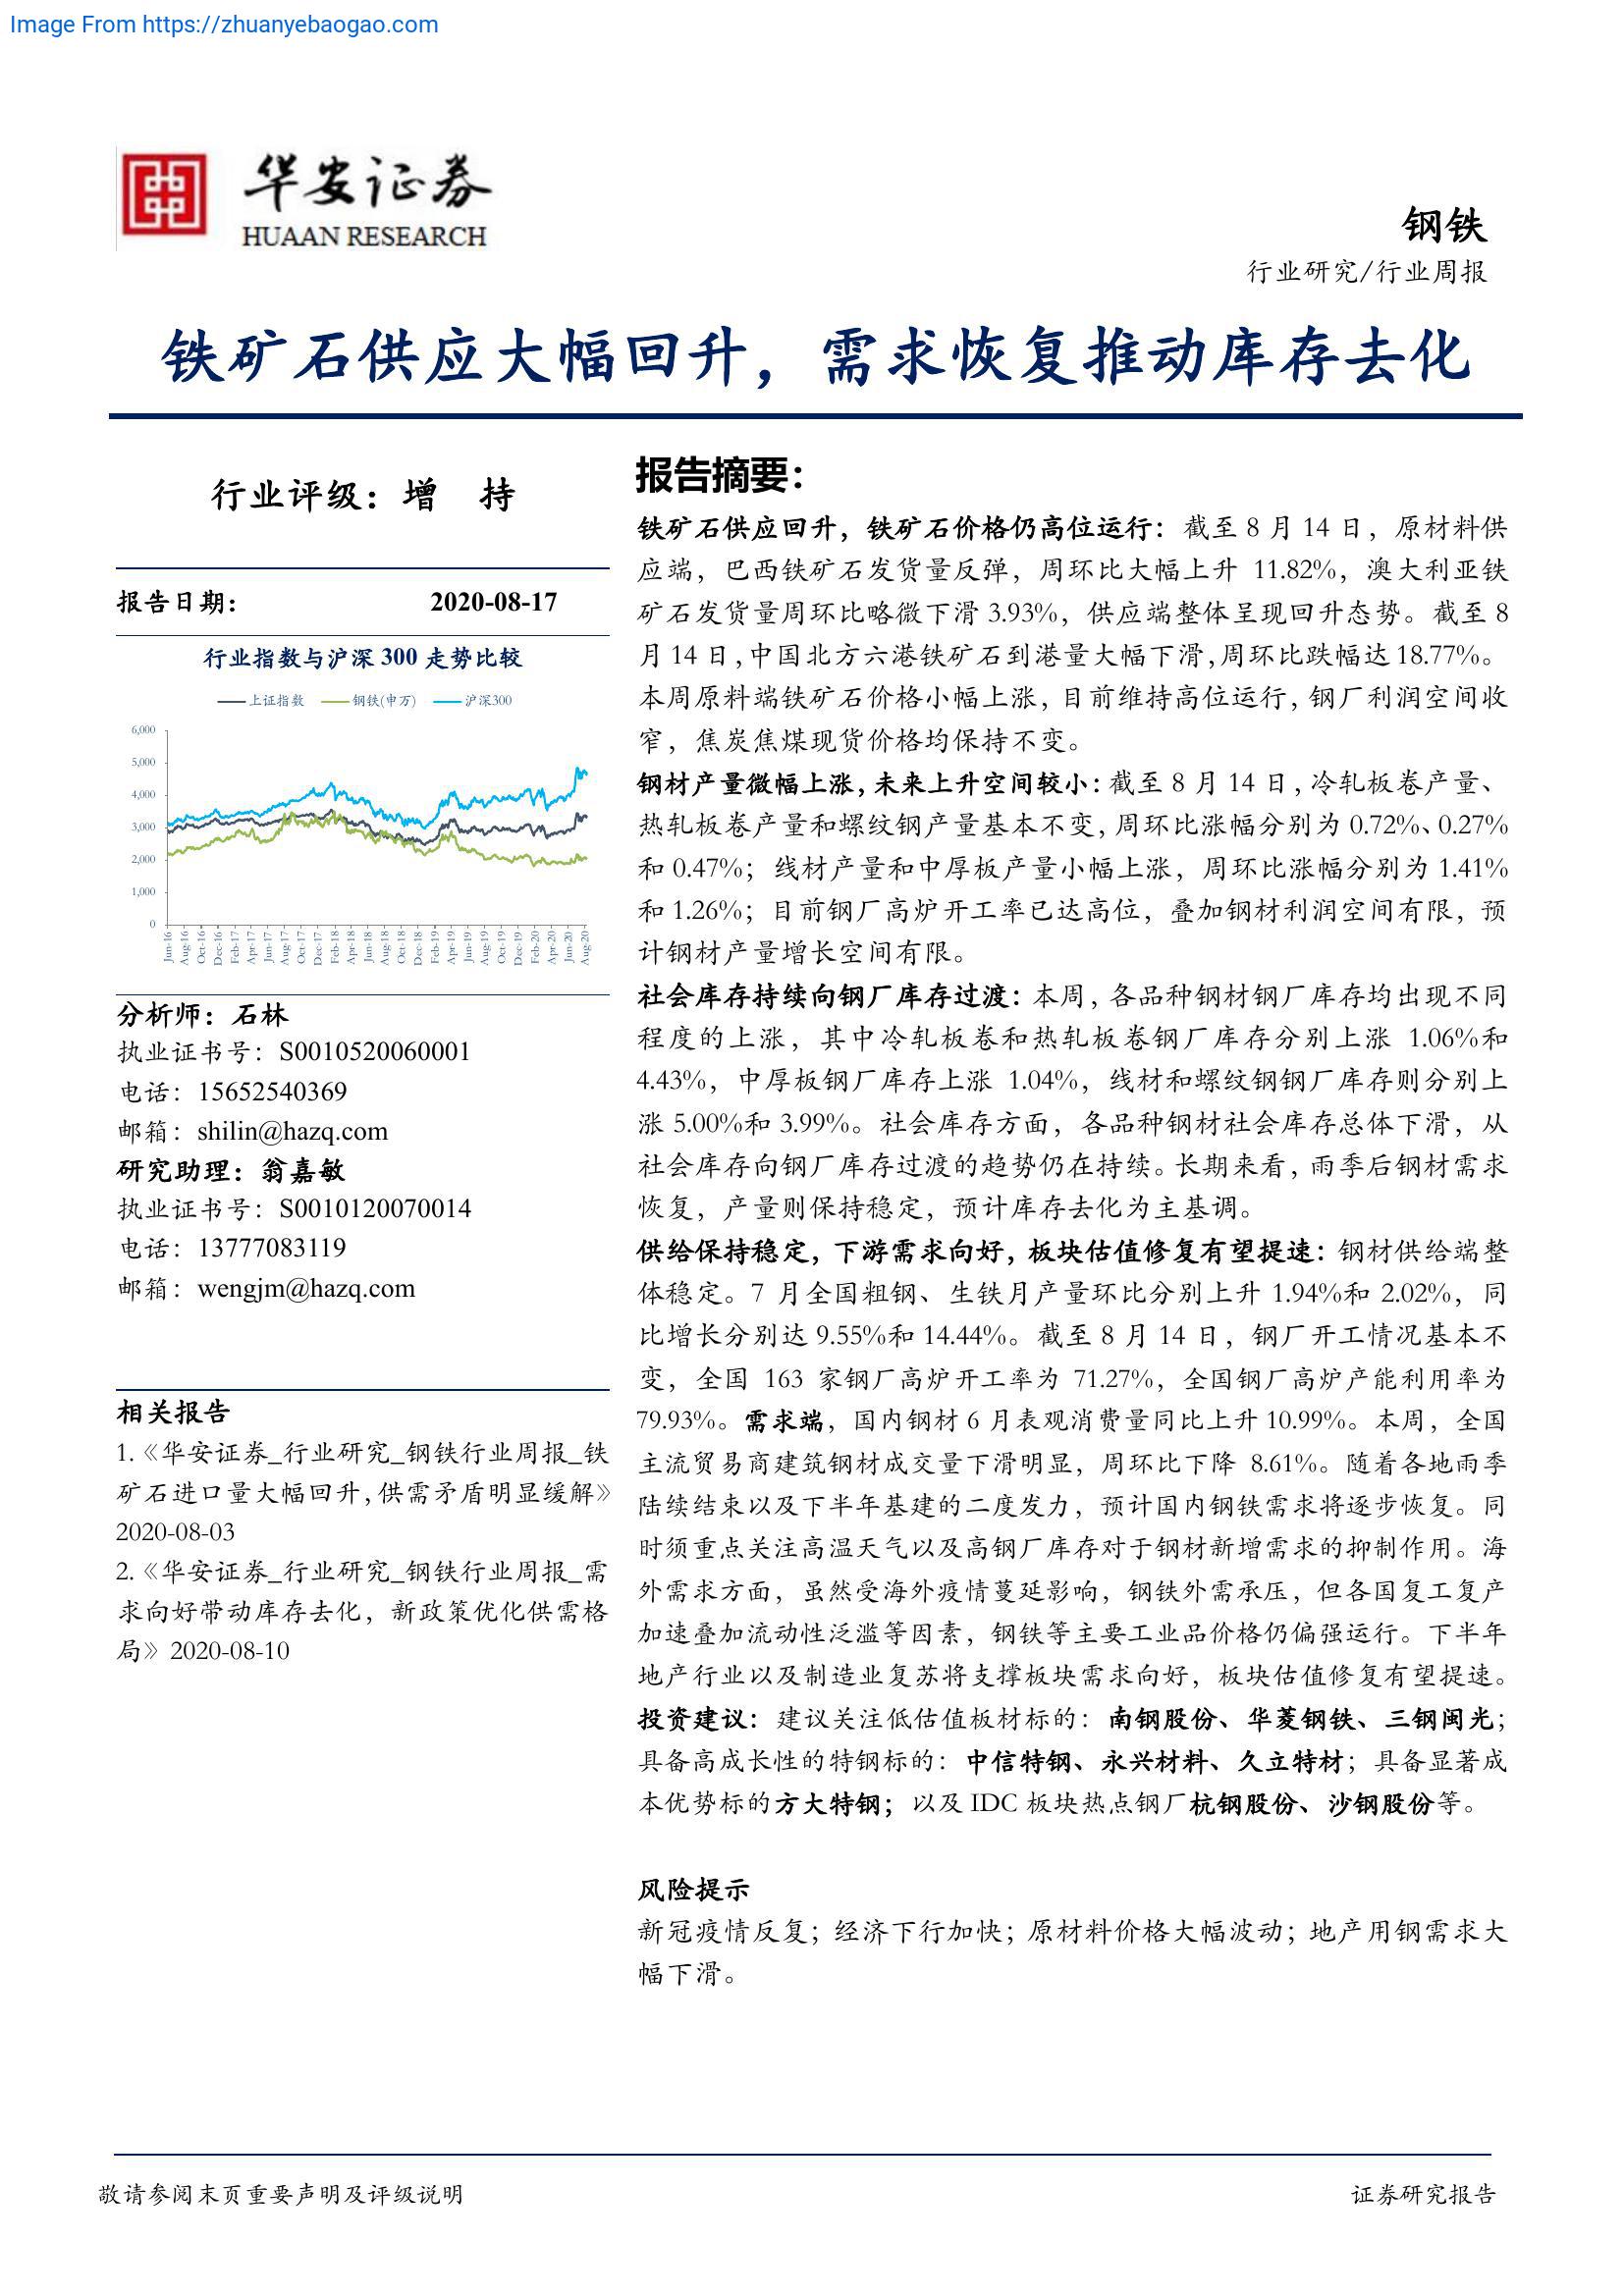 Image From https://zhuanyebaogao.com
华安证券
HUAAN RESEARCH
钢铁
行业研究/行业周报
铁矿石供应大幅回升，需求恢复推动库存去化
行业评级：增 持
报告日期： 2020-08-17
行业指数与沪深 300 走势比较
上证指数 钢铁(申万) 沪深300
6,000
5,000
4,000
3,000
2,000
1,000
0
Jun-16 Aug-16 Oct-16 Dec-16 Feb-17 Apr-17 Jun-17 Aug-17 Oct-17 Dec-17 Feb-18 Apr-18 Jun-18 Aug-18 Oct-18 Dec-18 Feb-19 Apr-19 Jun-19 Aug-19 Oct-19 Dec-19 Feb-20 Apr-20 Jun-20 Aug-20
分析师：石林
执业证书号：S0010520060001
电话：15652540369
邮箱：shilin@hazq.com
研究助理：翁嘉敏
执业证书号：S0010120070014
电话：13777083119
邮箱：wengjm@hazq.com
相关报告
1.《华安证券_行业研究_钢铁行业周报_铁
矿石进口量大幅回升，供需矛盾明显缓解》
2020-08-03
2.《华安证券_行业研究_钢铁行业周报_需
求向好带动库存去化，新政策优化供需格
局》2020-08-10
报告摘要：
铁矿石供应回升，铁矿石价格仍高位运行：截至 8 月 14 日，原材料供
应端，巴西铁矿石发货量反弹，周环比大幅上升 11.82%，澳大利亚铁
矿石发货量周环比略微下滑 3.93%，供应端整体呈现回升态势。截至 8
月 14 日，中国北方六港铁矿石到港量大幅下滑，周环比跌幅达 18.77%。
本周原料端铁矿石价格小幅上涨，目前维持高位运行，钢厂利润空间收
窄，焦炭焦煤现货价格均保持不变。
钢材产量微幅上涨，未来上升空间较小：截至 8 月 14 日，冷轧板卷产量、
热轧板卷产量和螺纹钢产量基本不变，周环比涨幅分别为 0.72%、0.27%
和 0.47%；线材产量和中厚板产量小幅上涨，周环比涨幅分别为 1.41%
和 1.26%；目前钢厂高炉开工率已达高位，叠加钢材利润空间有限，预
计钢材产量增长空间有限。
社会库存持续向钢厂库存过渡：本周，各品种钢材钢厂库存均出现不同
程度的上涨，其中冷轧板卷和热轧板卷钢厂库存分别上涨 1.06%和
4.43%，中厚板钢厂库存上涨 1.04%，线材和螺纹钢钢厂库存则分别上
涨 5.00%和 3.99%。社会库存方面，各品种钢材社会库存总体下滑，从
社会库存向钢厂库存过渡的趋势仍在持续。长期来看，雨季后钢材需求
恢复，产量则保持稳定，预计库存去化为主基调。
供给保持稳定，下游需求向好，板块估值修复有望提速：钢材供给端整
体稳定。7 月全国粗钢、生铁月产量环比分别上升 1.94%和 2.02%，同
比增长分别达 9.55%和 14.44%。截至 8 月 14 日，钢厂开工情况基本不
变，全国 163 家钢厂高炉开工率为 71.27%，全国钢厂高炉产能利用率为
79.93%。需求端，国内钢材 6 月表观消费量同比上升 10.99%。本周，全国
主流贸易商建筑钢材成交量下滑明显，周环比下降 8.61%。随着各地雨季
陆续结束以及下半年基建的二度发力，预计国内钢铁需求将逐步恢复。同
时须重点关注高温天气以及高钢厂库存对于钢材新增需求的抑制作用。海
外需求方面，虽然受海外疫情蔓延影响，钢铁外需承压，但各国复工复产
加速叠加流动性泛滥等因素，钢铁等主要工业品价格仍偏强运行。下半年
地产行业以及制造业复苏将支撑板块需求向好，板块估值修复有望提速。
投资建议：建议关注低估值板材标的：南钢股份、华菱钢铁、三钢闽光；
具备高成长性的特钢标的：中信特钢、永兴材料、久立特材；具备显著成
本优势标的方大特钢；以及 IDC 板块热点钢厂杭钢股份、沙钢股份等。
风险提示
新冠疫情反复；经济下行加快；原材料价格大幅波动；地产用钢需求大
幅下滑。
敬请参阅末页重要声明及评级说明 证券研究报告